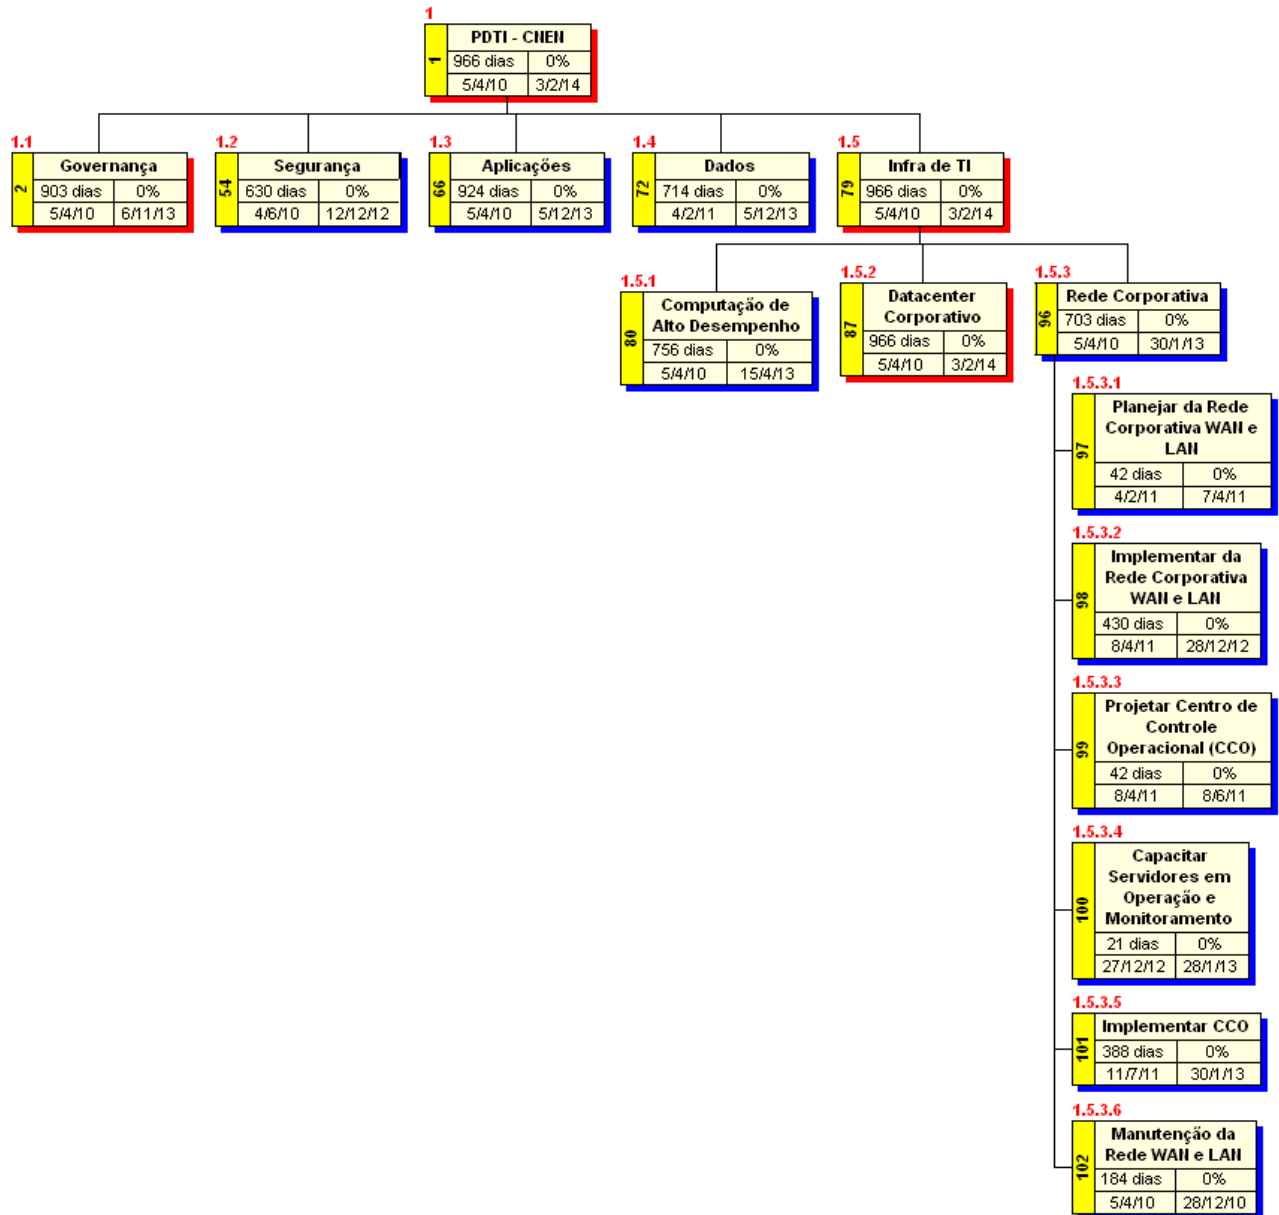 1
PDTI - CNEN
1
966 dias 0%
5/4/10 3/2/14
1.1
Governança
2
903 dias 0%
5/4/10 6/11/13
1.2
Segurança
54
630 dias 0%
4/6/10 12/12/12
1.3
Aplicações
66
924 dias 0%
5/4/10 5/12/13
1.4
Dados
72
714 dias 0%
4/2/11 5/12/13
1.5
Infra de TI
79
966 dias 0%
5/4/10 3/2/14
1.5.1
Computação de
Alto Desempenho
80
756 dias 0%
5/4/10 15/4/13
1.5.2
Datacenter
Corporativo
87
966 dias 0%
5/4/10 3/2/14
1.5.3
Rede Corporativa
96
703 dias 0%
5/4/10 30/1/13
1.5.3.1
Planejar da Rede
Corporativa WAN e
LAN
97
42 dias 0%
4/2/11 7/4/11
1.5.3.2
Implementar da
Rede Corporativa
WAN e LAN
98
430 dias 0%
8/4/11 28/12/12
1.5.3.3
Projetar Centro de
Controle
Operacional (CCO)
99
42 dias 0%
8/4/11 8/6/11
1.5.3.4
Capacitar
Servidores em
Operação e
Monitoramento
100
21 dias 0%
27/12/12 28/1/13
1.5.3.5
Implementar CCO
101
388 dias 0%
11/7/11 30/1/13
1.5.3.6
Manutenção da
Rede WAN e LAN
102
184 dias 0%
5/4/10 28/12/10